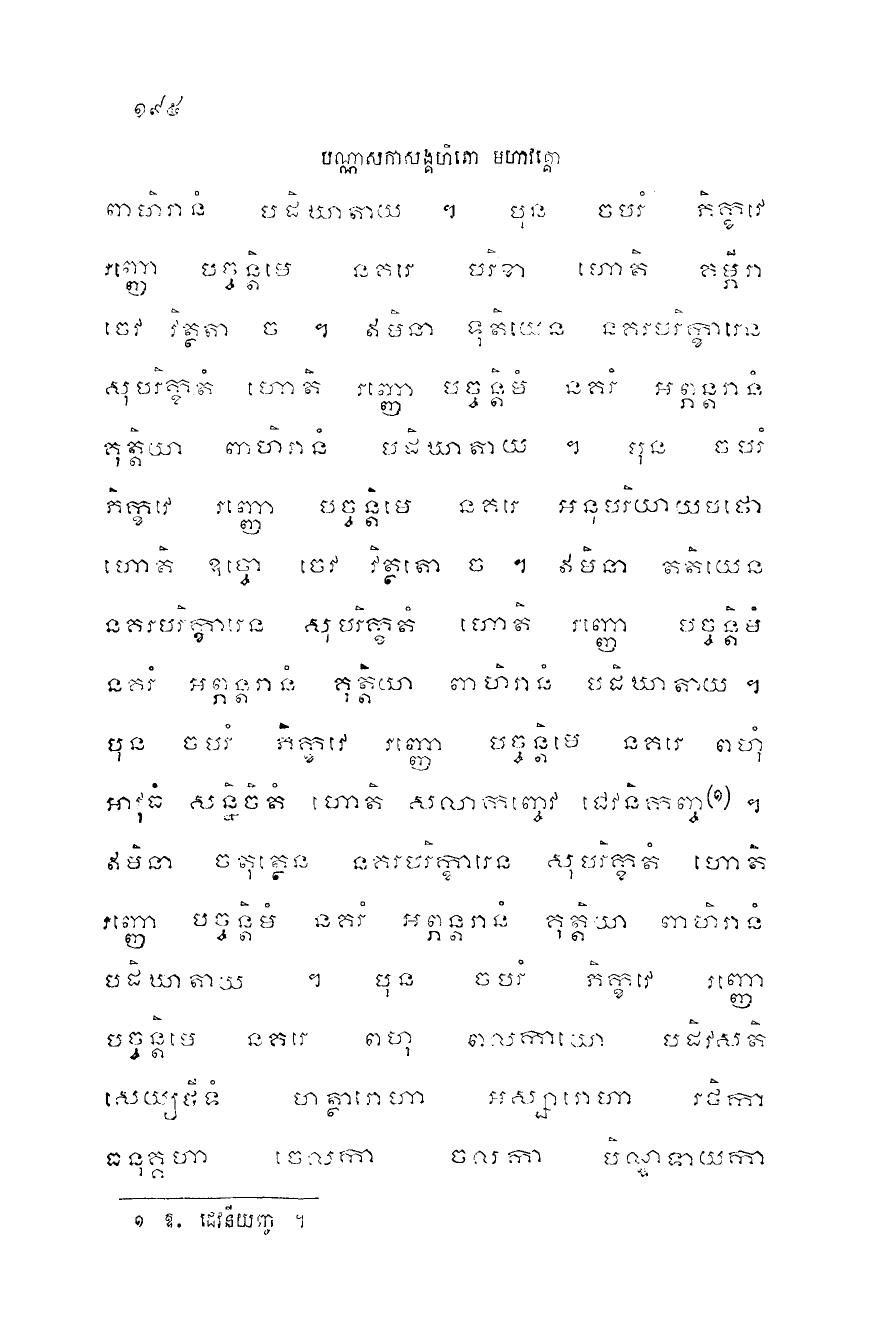 ១៩៥
បណ្ណាសកាសង្គហិតោ មហាវគ្គោ
ពាហិរានំ បដិឃាតាយ ។ បុន ចបរំ ភិក្ខវេ
រញ្ញោ បច្ចន្តិមេ នគរេ បរិខា ហោតិ គម្ភីរា
ចេវ វិត្ថតា ច ។ ឥមិនា ទុតិយេន នគរបរិក្ខារេន
សុបរិក្ខតំ ហោតិ រញ្ញោ បច្ចន្តិមំ នគរំ អព្ភន្តរានំ
គុត្តិយា ពាហិរានំ បដិឃាតាយ ។ បុន ចបរំ
ភិក្ខវេ រញ្ញោ បច្ចន្តិមេ នគរេ អនុបរិយាយបថោ
ហោតិ ឧច្ចោ ចេវ វិត្ថតោ ច ។ ឥមិនា តតិយេន
នគរបរិក្ខារេន សុបរិក្ខតំ ហោតិ រញ្ញោ បច្ចន្តិមំ
នគរំ អព្ភន្តរានំ គុត្តិយា ពាហិរានំ បដិឃាតាយ ។
បុន ចបរំ ភិក្ខវេ រញ្ញោ បច្ចន្តិមេ នគរេ ពហុំ
អាវុធំ សន្និចិតំ ហោតិ សលាកញ្ចេវ ជេវនិកញ្ច(១) ។
ឥមិនា ចតុត្ថេន នគរបរិក្ខារេន សុបរិក្ខតំ ហោតិ
រញ្ញោ បច្ចន្តិមំ នគរំ អព្ភន្តរានំ គុត្តិយា ពាហិរានំ
បដិឃាតាយ ។ បុន ចបរំ ភិក្ខវេ រញ្ញោ
បច្ចន្តិមេ នគរេ ពហុ ពលកាយោ បដិវសតិ
សេយ្យថីទំ ហត្ថារោហា អស្សារោហា រថិកា
ធនុគ្គហា ចេលកា ចលកា បិណ្ឌទាយកា
១ ឱ. ជេវនីយញ្ច ។